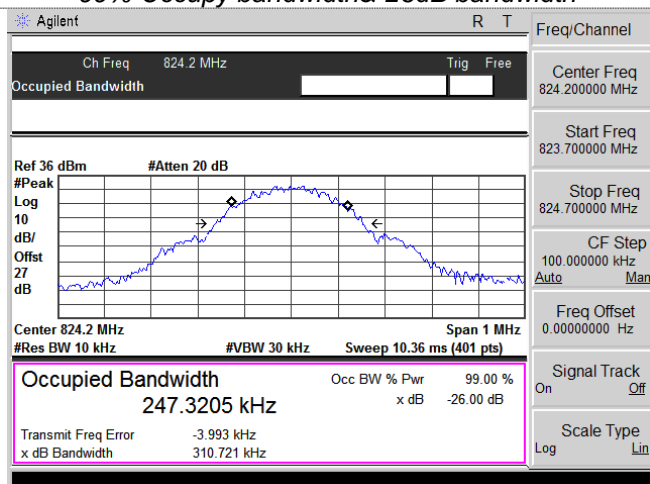 99% Occupy bandwidth& 26dB bandwidth
Agilent R T
Ch Freq 824.2 MHz Trig Free
Occupied Bandwidth
Ref 36 dBm #Atten 20 dB
#Peak
Log
10
dB/
Offst
27
dB
Center 824.2 MHz Span 1 MHz
#Res BW 10 kHz #VBW 30 kHz Sweep 10.36 ms (401 pts)
Occupied Bandwidth Occ BW % Pwr 99.00 %
247.3205 kHz x dB -26.00 dB
Transmit Freq Error -3.993 kHz
x dB Bandwidth 310.721 kHz
Freq/Channel
Center Freq
824.200000 MHz
Start Freq
823.700000 MHz
Stop Freq
824.700000 MHz
CF Step
100.000000 kHz
Auto Man
Freq Offset
0.00000000 Hz
Signal Track
On Off
Scale Type
Log Lin